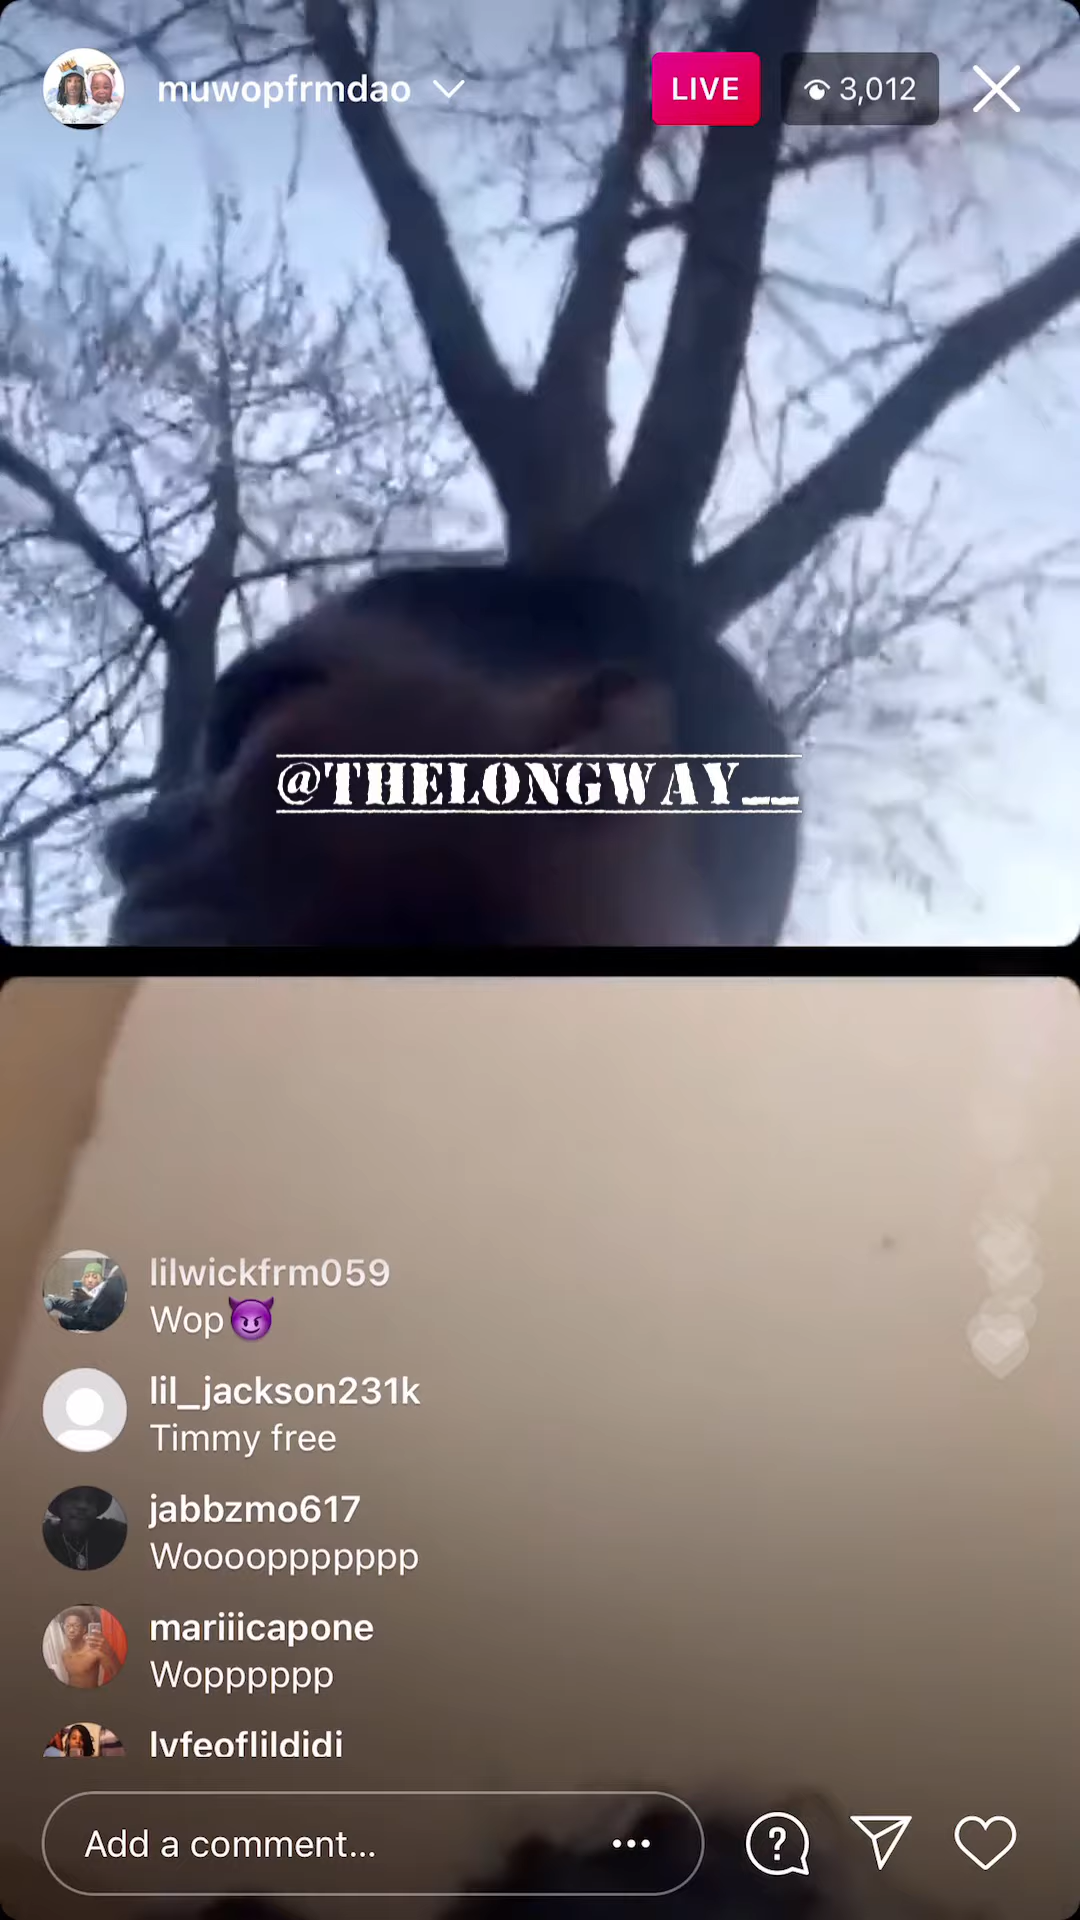 muwopfrmdao
LIVE
3,012
@THELONGWAY__
lilwickfrm059
Wop😈
lil_jackson231k
Timmy free
jabbzmo617
Wooooppppppp
mariiicapone
Wopppppp
lvfeoflildidi
Add a comment...